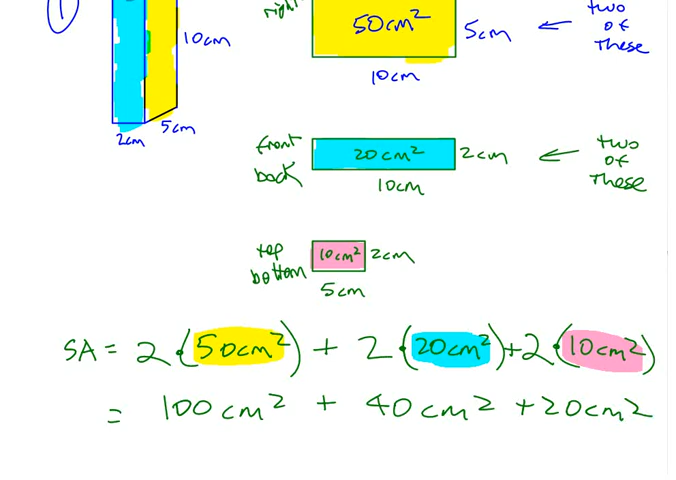 1
10cm
5cm
2cm
right
50cm²
5cm
10cm
← two
of
these
front
back
20cm²
2cm
10cm
← two
of
these
top
bottom
10cm²
2cm
5cm
SA = 2·(50cm²) + 2·(20cm²)+2·(10cm²)
= 100cm² + 40cm² +20cm²